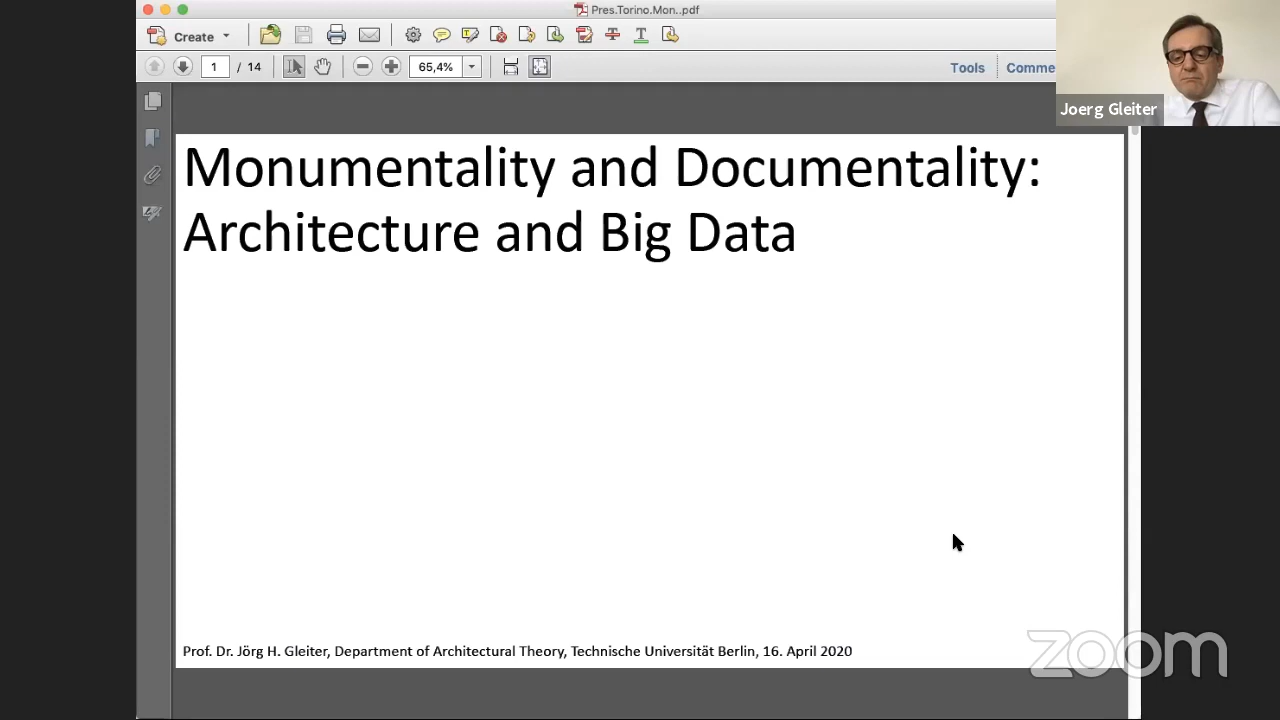 Pres.Torino.Mon..pdf
Create
1 / 14
65,4%
Tools
Comme
Joerg Gleiter
Monumentality and Documentality:
Architecture and Big Data
Prof. Dr. Jörg H. Gleiter, Department of Architectural Theory, Technische Universität Berlin, 16. April 2020
zoom